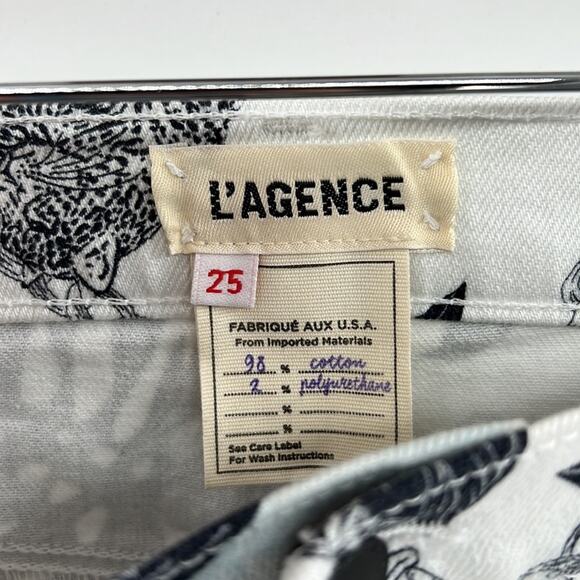 L'AGENCE
25
FABRIQUÉ AUX U.S.A.
From Imported Materials
98 % cotton
2 % polyurethane
%
%
See Care Label
For Wash Instructions